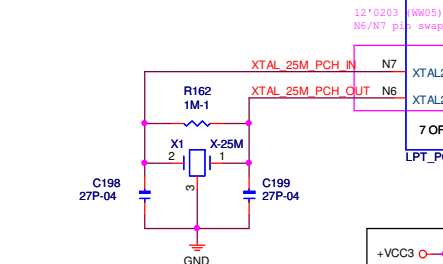 12'0203 (WW05)
N6/N7 pin swap
XTAL_25M_PCH_IN N7
XTAL2
R162
1M-1
XTAL_25M_PCH_OUT N6
XTAL2
7 OF
LPT_P
X1 X-25M
2 1
3
C198
27P-04
C199
27P-04
GND
+VCC3